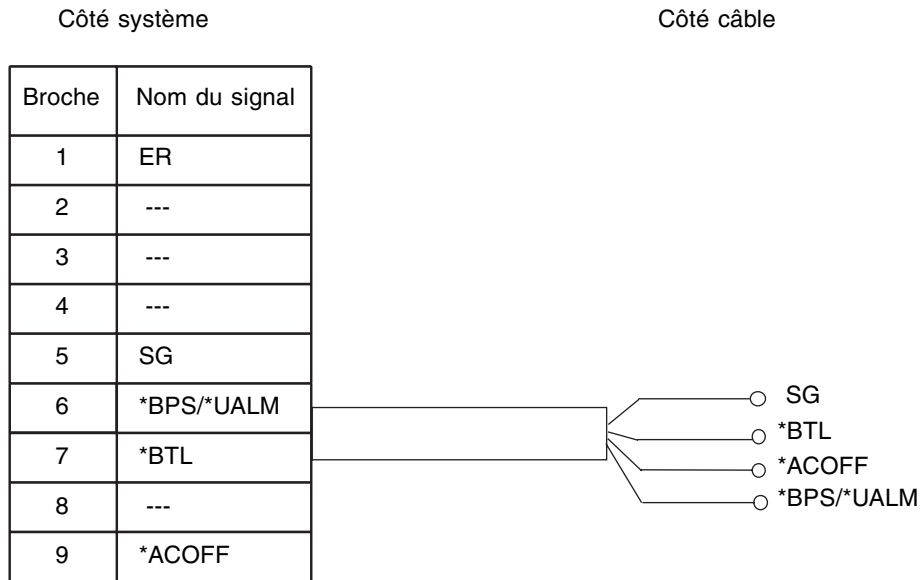 Côté système
Côté câble
Broche Nom du signal
1 ER
2 ---
3 ---
4 ---
5 SG
6 *BPS/*UALM
7 *BTL
8 ---
9 *ACOFF
SG
*BTL
*ACOFF
*BPS/*UALM